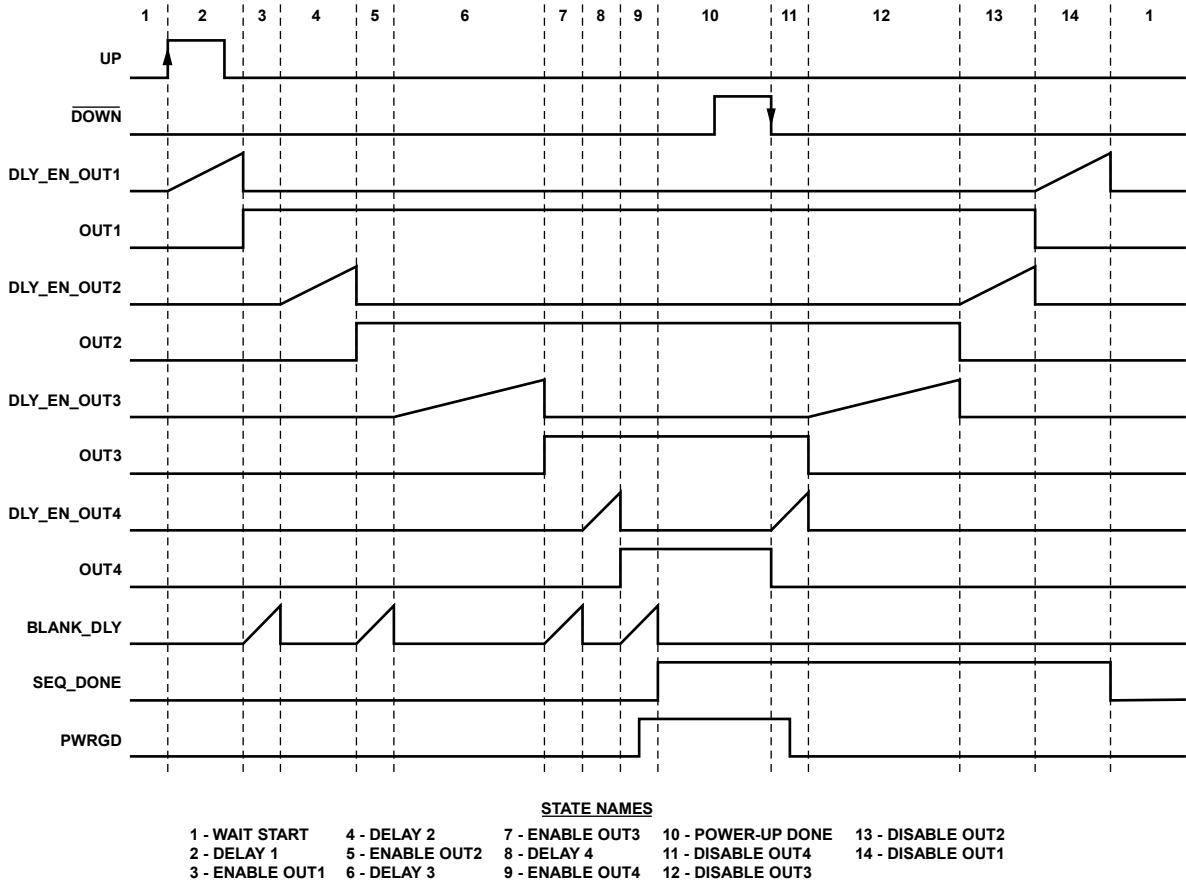 1 2 3 4 5 6 7 8 9 10 11 12 13 14 1
UP
DOWN
DLY_EN_OUT1
OUT1
DLY_EN_OUT2
OUT2
DLY_EN_OUT3
OUT3
DLY_EN_OUT4
OUT4
BLANK_DLY
SEQ_DONE
PWRGD
STATE NAMES
1 - WAIT START 4 - DELAY 2 7 - ENABLE OUT3 10 - POWER-UP DONE 13 - DISABLE OUT2
2 - DELAY 1 5 - ENABLE OUT2 8 - DELAY 4 11 - DISABLE OUT4 14 - DISABLE OUT1
3 - ENABLE OUT1 6 - DELAY 3 9 - ENABLE OUT4 12 - DISABLE OUT3